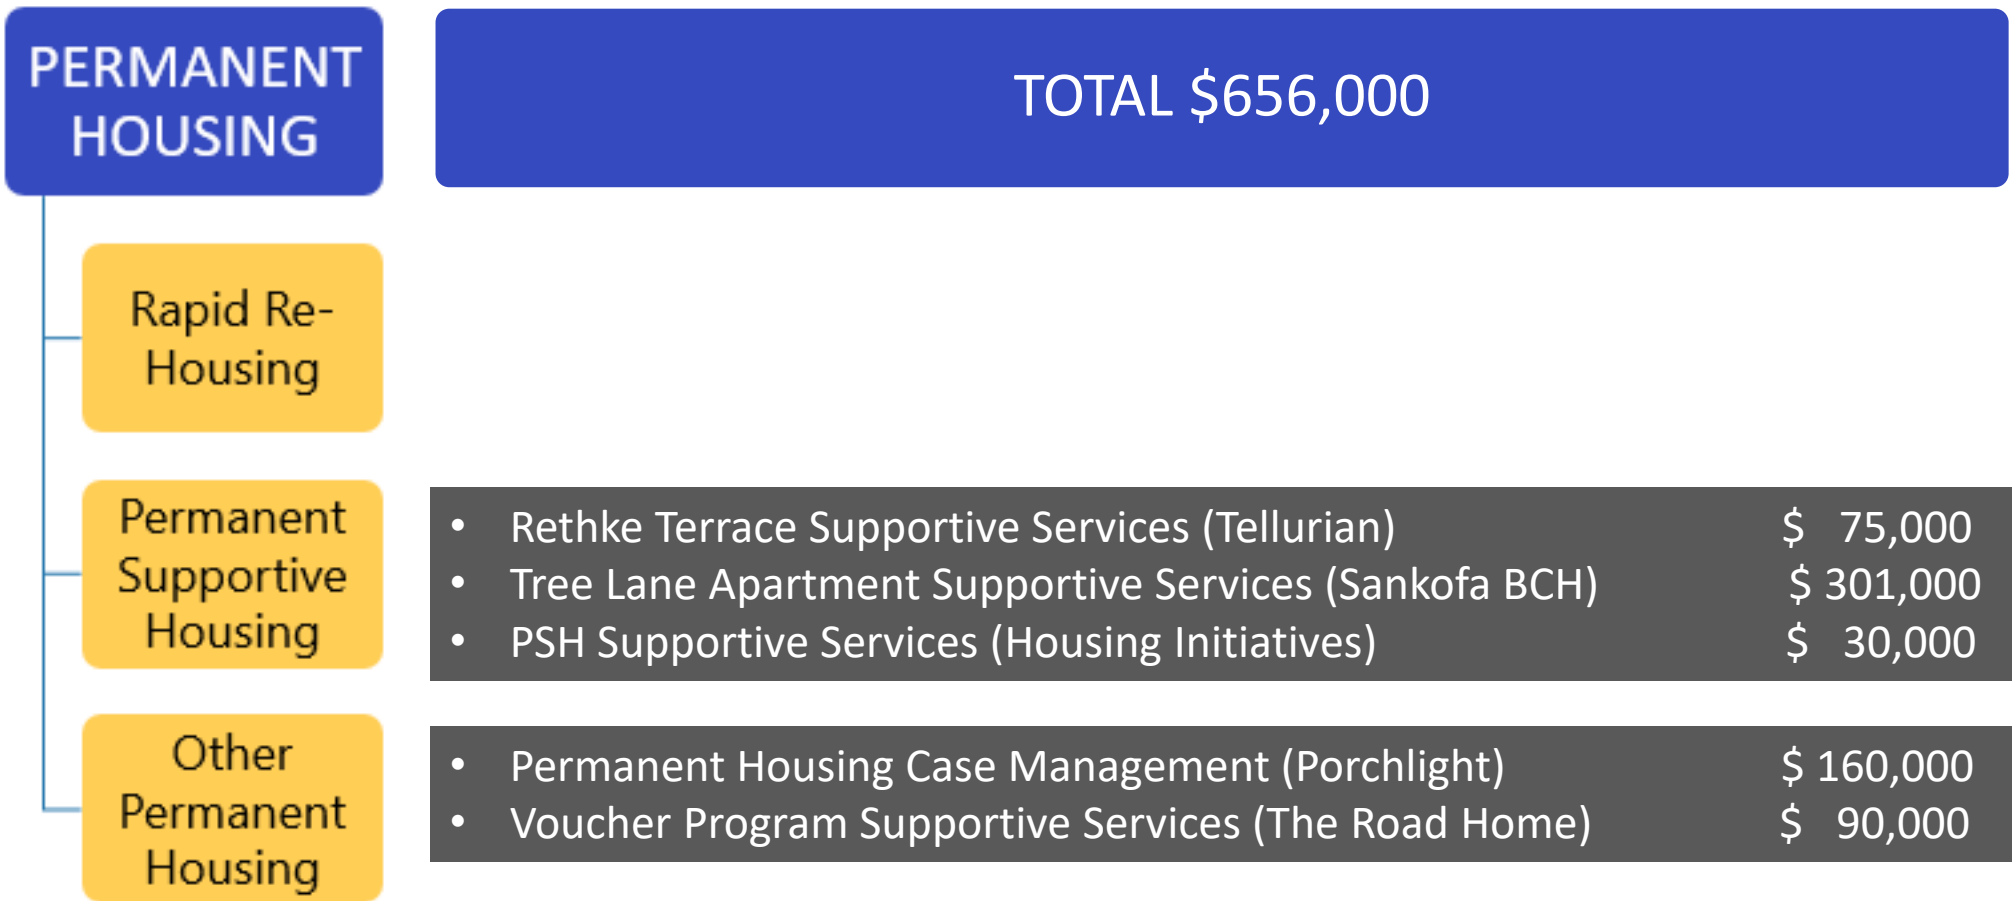 PERMANENT
HOUSING
TOTAL $656,000
Rapid Re-
Housing
Permanent
Supportive
Housing
• Rethke Terrace Supportive Services (Tellurian) $ 75,000
• Tree Lane Apartment Supportive Services (Sankofa BCH) $ 301,000
• PSH Supportive Services (Housing Initiatives) $ 30,000
Other
Permanent
Housing
• Permanent Housing Case Management (Porchlight) $ 160,000
• Voucher Program Supportive Services (The Road Home) $ 90,000